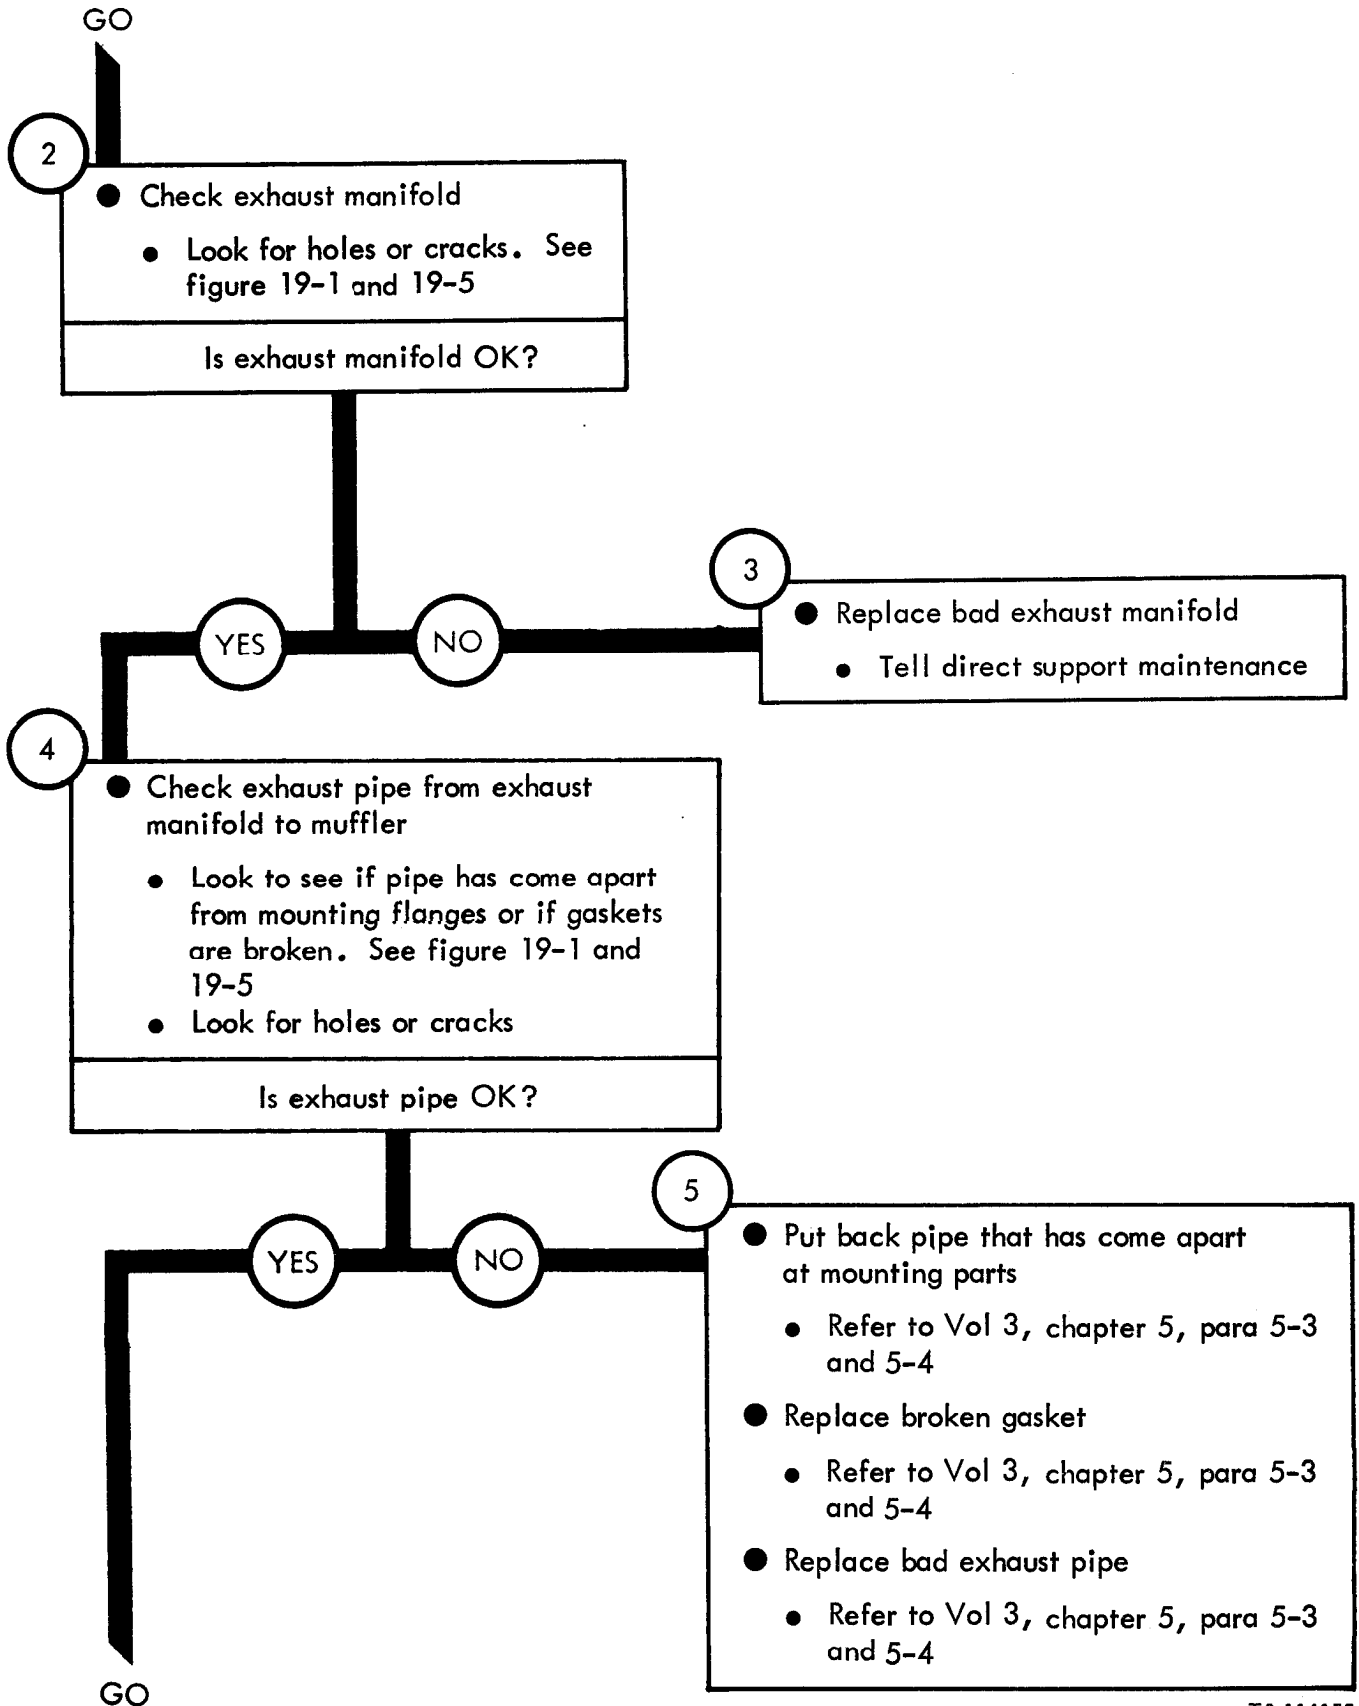 GO
2
● Check exhaust manifold
● Look for holes or cracks. See
figure 19-1 and 19-5
Is exhaust manifold OK?
YES
NO
3
● Replace bad exhaust manifold
● Tell direct support maintenance
4
● Check exhaust pipe from exhaust
manifold to muffler
● Look to see if pipe has come apart
from mounting flanges or if gaskets
are broken. See figure 19-1 and
19-5
● Look for holes or cracks
Is exhaust pipe OK?
YES
NO
5
● Put back pipe that has come apart
at mounting parts
● Refer to Vol 3, chapter 5, para 5-3
and 5-4
● Replace broken gasket
● Refer to Vol 3, chapter 5, para 5-3
and 5-4
● Replace bad exhaust pipe
● Refer to Vol 3, chapter 5, para 5-3
and 5-4
GO